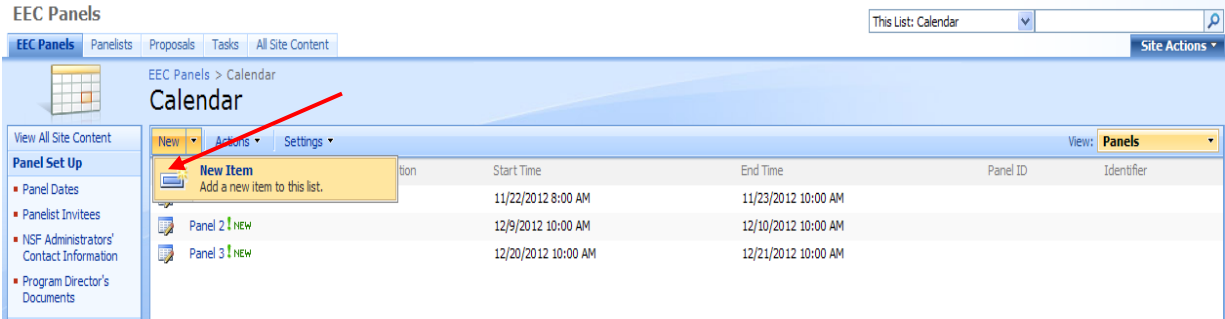 EEC Panels
This List: Calendar
EEC Panels Panelists Proposals Tasks All Site Content
Site Actions
EEC Panels > Calendar
Calendar
View All Site Content
New Actions Settings
View: Panels
Panel Set Up
New Item
Add a new item to this list.
tion Start Time End Time Panel ID Identifier
Panel Dates
11/22/2012 8:00 AM 11/23/2012 10:00 AM
Panelist Invitees
Panel 2 ! NEW 12/9/2012 10:00 AM 12/10/2012 10:00 AM
NSF Administrators'
Contact Information
Panel 3 ! NEW 12/20/2012 10:00 AM 12/21/2012 10:00 AM
Program Director's
Documents